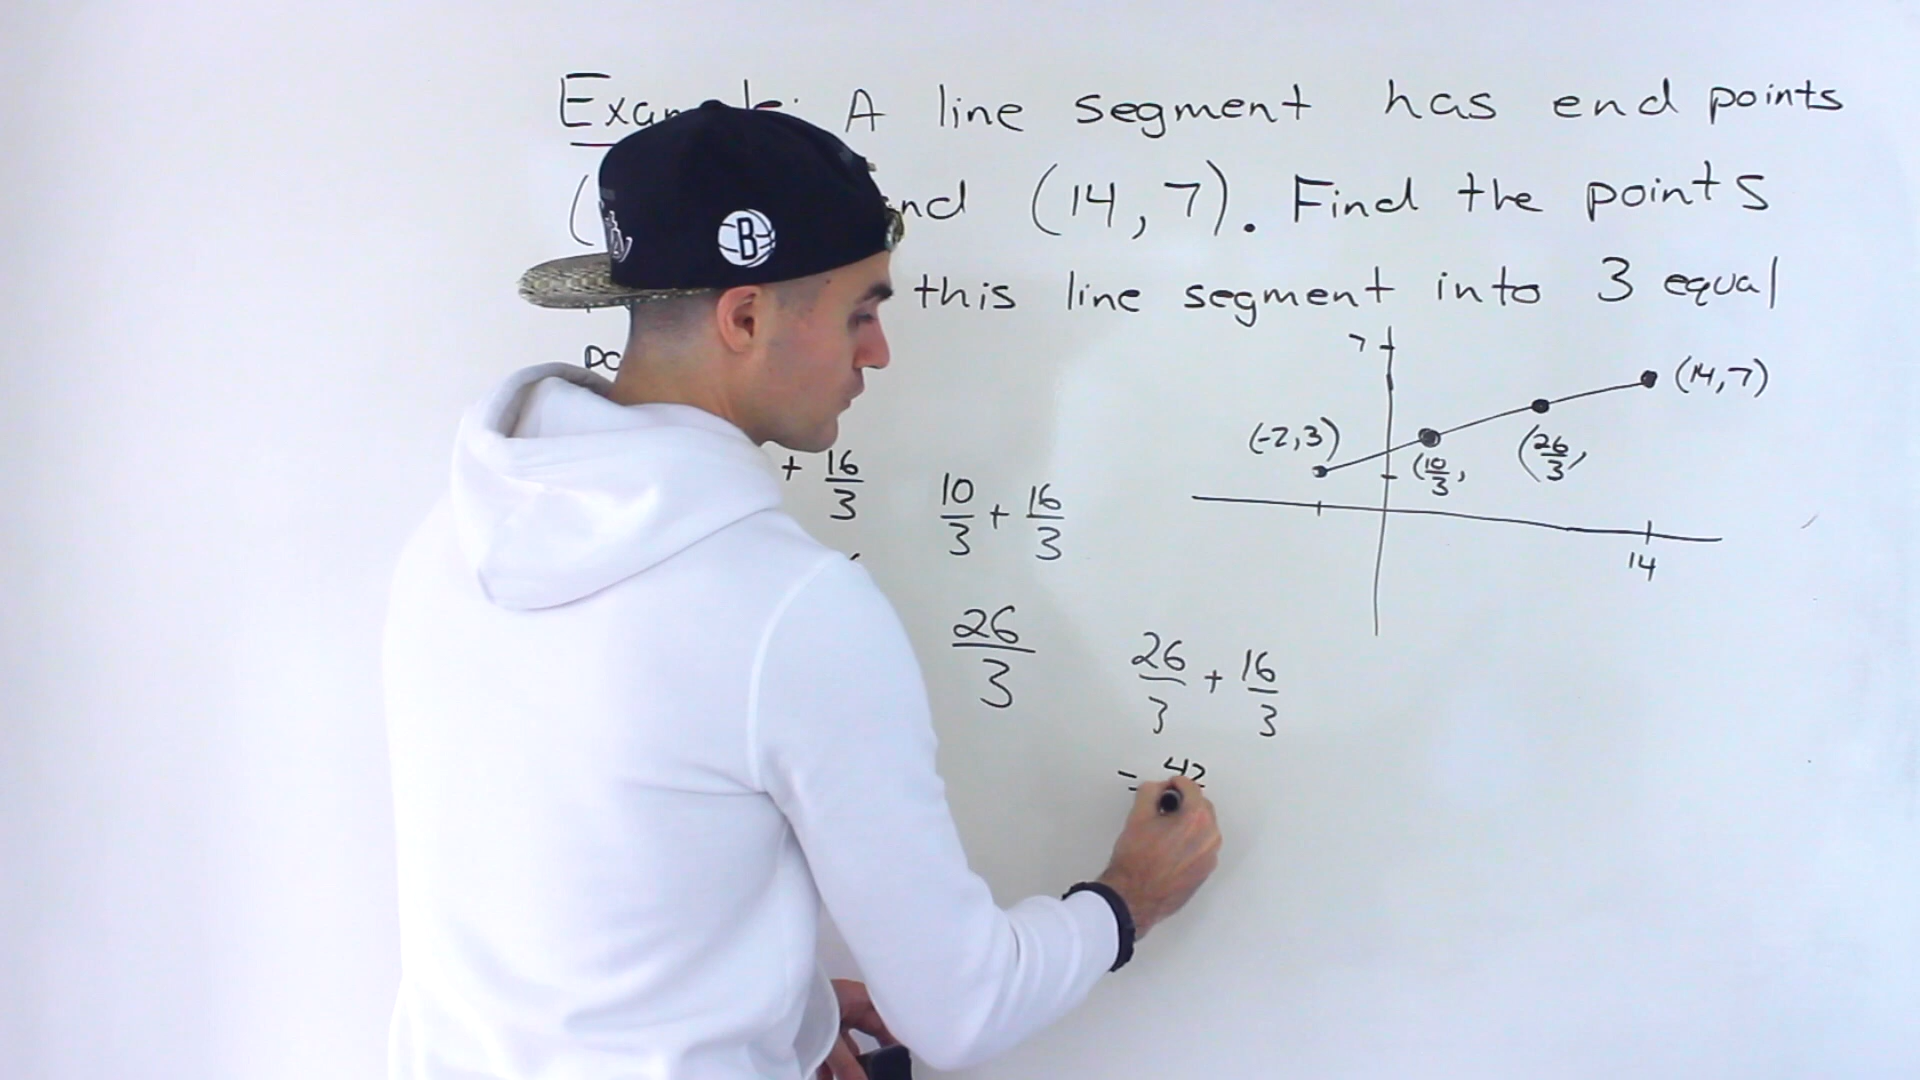 A line segment has end points
( and (14, 7). Find the points
this line segment into 3 equal
7
(14,7)
(-2,3)
(10/3,
(26/3,
14
+ 16/3
10/3 + 16/3
26/3
26/3 + 16/3
= 42
B